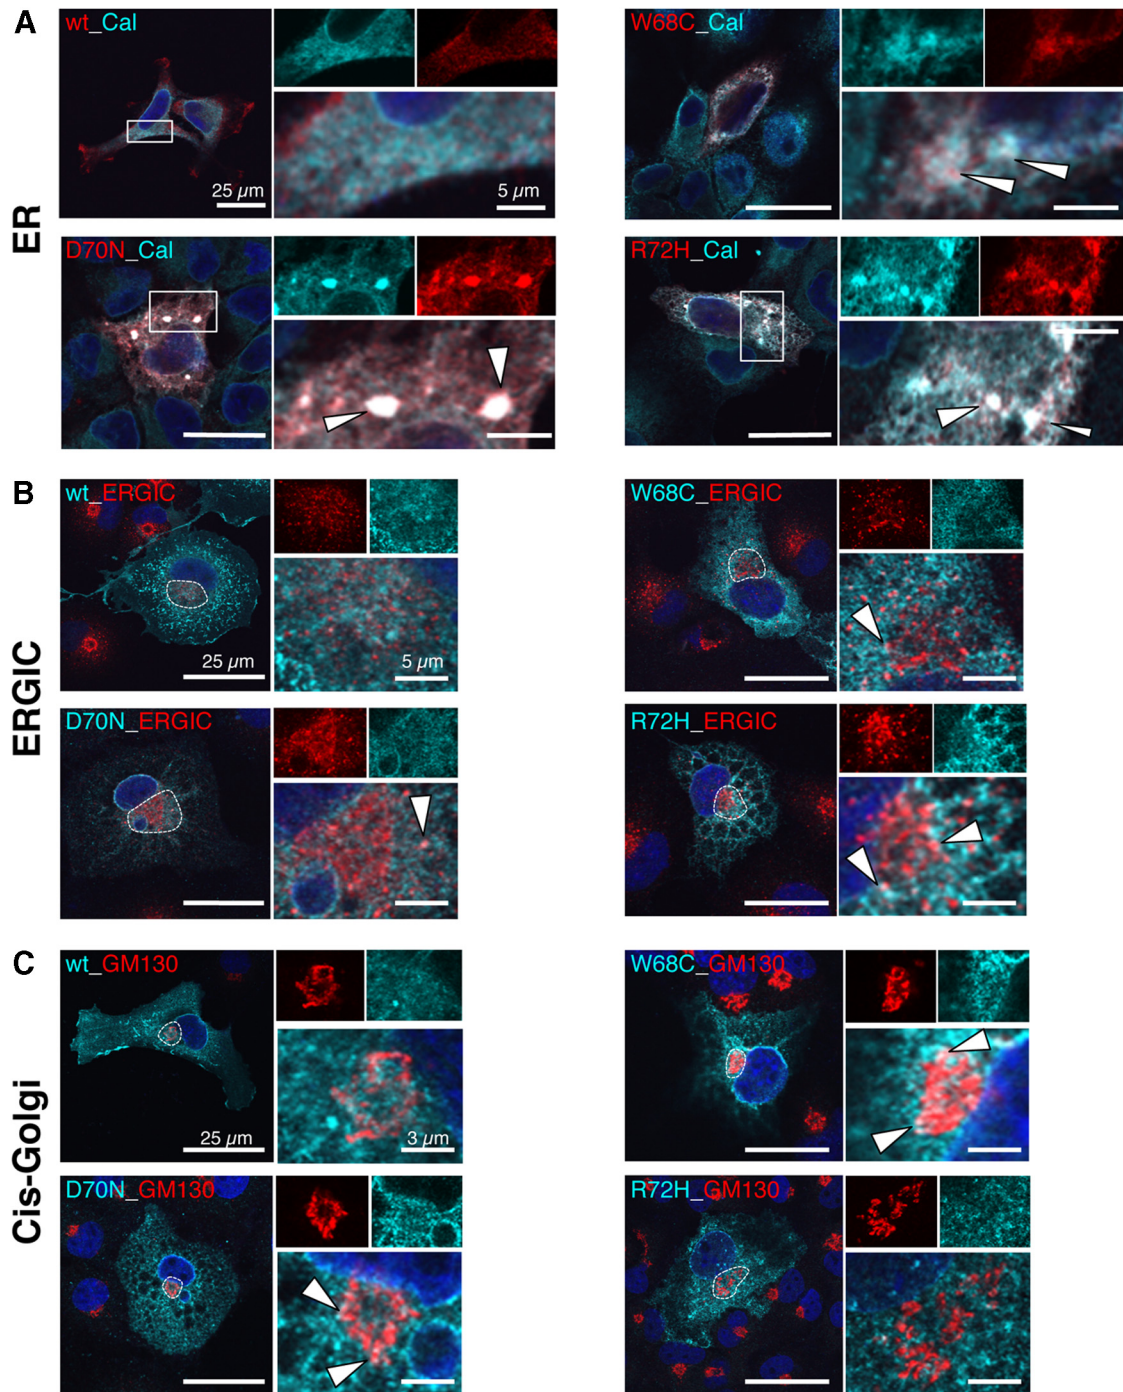 A
wt_Cal
25 µm
5 µm
W68C_Cal
ER
D70N_Cal
R72H_Cal
B
wt_ERGIC
25 µm
5 µm
W68C_ERGIC
ERGIC
D70N_ERGIC
R72H_ERGIC
C
wt_GM130
25 µm
3 µm
W68C_GM130
Cis-Golgi
D70N_GM130
R72H_GM130